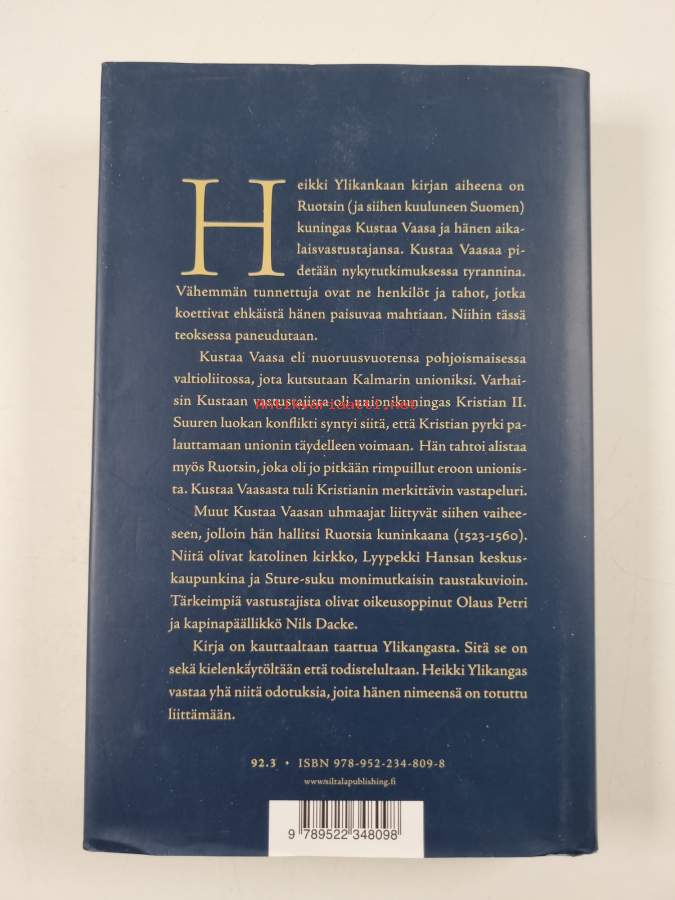 Heikki Ylikankaan kirjan aiheena on
Ruotsin (ja siihen kuuluneen Suomen)
kuningas Kustaa Vaasa ja hänen aika-
laisvastustajansa. Kustaa Vaasaa pi-
detään nykytutkimuksessa tyrannina.
Vähemmän tunnettuja ovat ne henkilöt ja tahot, jotka
koettivat ehkäistä hänen paisuvaa mahtiaan. Niihin tässä
teoksessa paneudutaan.
Kustaa Vaasa eli nuoruusvuotensa pohjoismaisessa
valtioliitossa, jota kutsutaan Kalmarin unioniksi. Varhai-
sin Kustaan vastustajista oli unionikuningas Kristian II.
Antikvariaatti.net
Suuren luokan konflikti syntyi siitä, että Kristian pyrki pa-
lauttamaan unionin täydelleen voimaan. Hän tahtoi alistaa
myös Ruotsin, joka oli jo pitkään rimpuillut eroon unionis-
ta. Kustaa Vaasasta tuli Kristianin merkittävin vastapeluri.
Muut Kustaa Vaasan uhmaajat liittyvät siihen vaihee-
seen, jolloin hän hallitsi Ruotsia kuninkaana (1523-1560).
Niitä olivat katolinen kirkko, Lyypekki Hansan keskus-
kaupunkina ja Sture-suku monimutkaisin taustakuvioin.
Tärkeimpiä vastustajista olivat oikeusoppinut Olaus Petri
ja kapinapäällikkö Nils Dacke.
Kirja on kauttaaltaan taattua Ylikangasta. Sitä se on
sekä kielenkäytöltään että todistelultaan. Heikki Ylikangas
vastaa yhä niitä odotuksia, joita hänen nimeensä on totuttu
liittämään.
92.3 • ISBN 978-952-234-809-8
www.siltalapublishing.fi
9 789522 348098